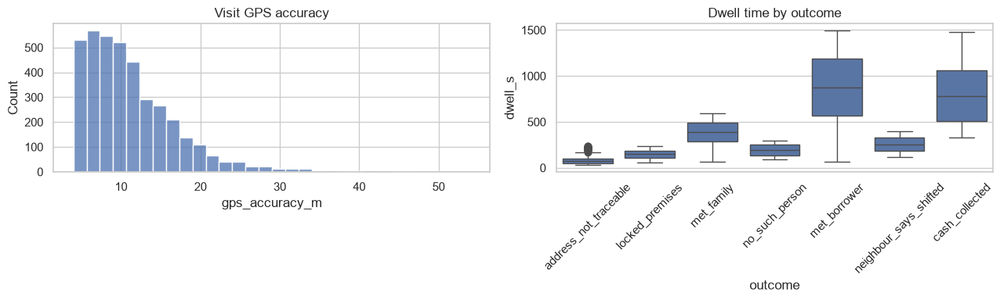 Visit GPS accuracy
Count
500
400
300
200
100
0
10 20 30 40 50
gps_accuracy_m
Dwell time by outcome
dwell_s
1500
1000
500
0
address_not_traceable
locked_premises
met_family
no_such_person
met_borrower
neighbour_says_shifted
cash_collected
outcome